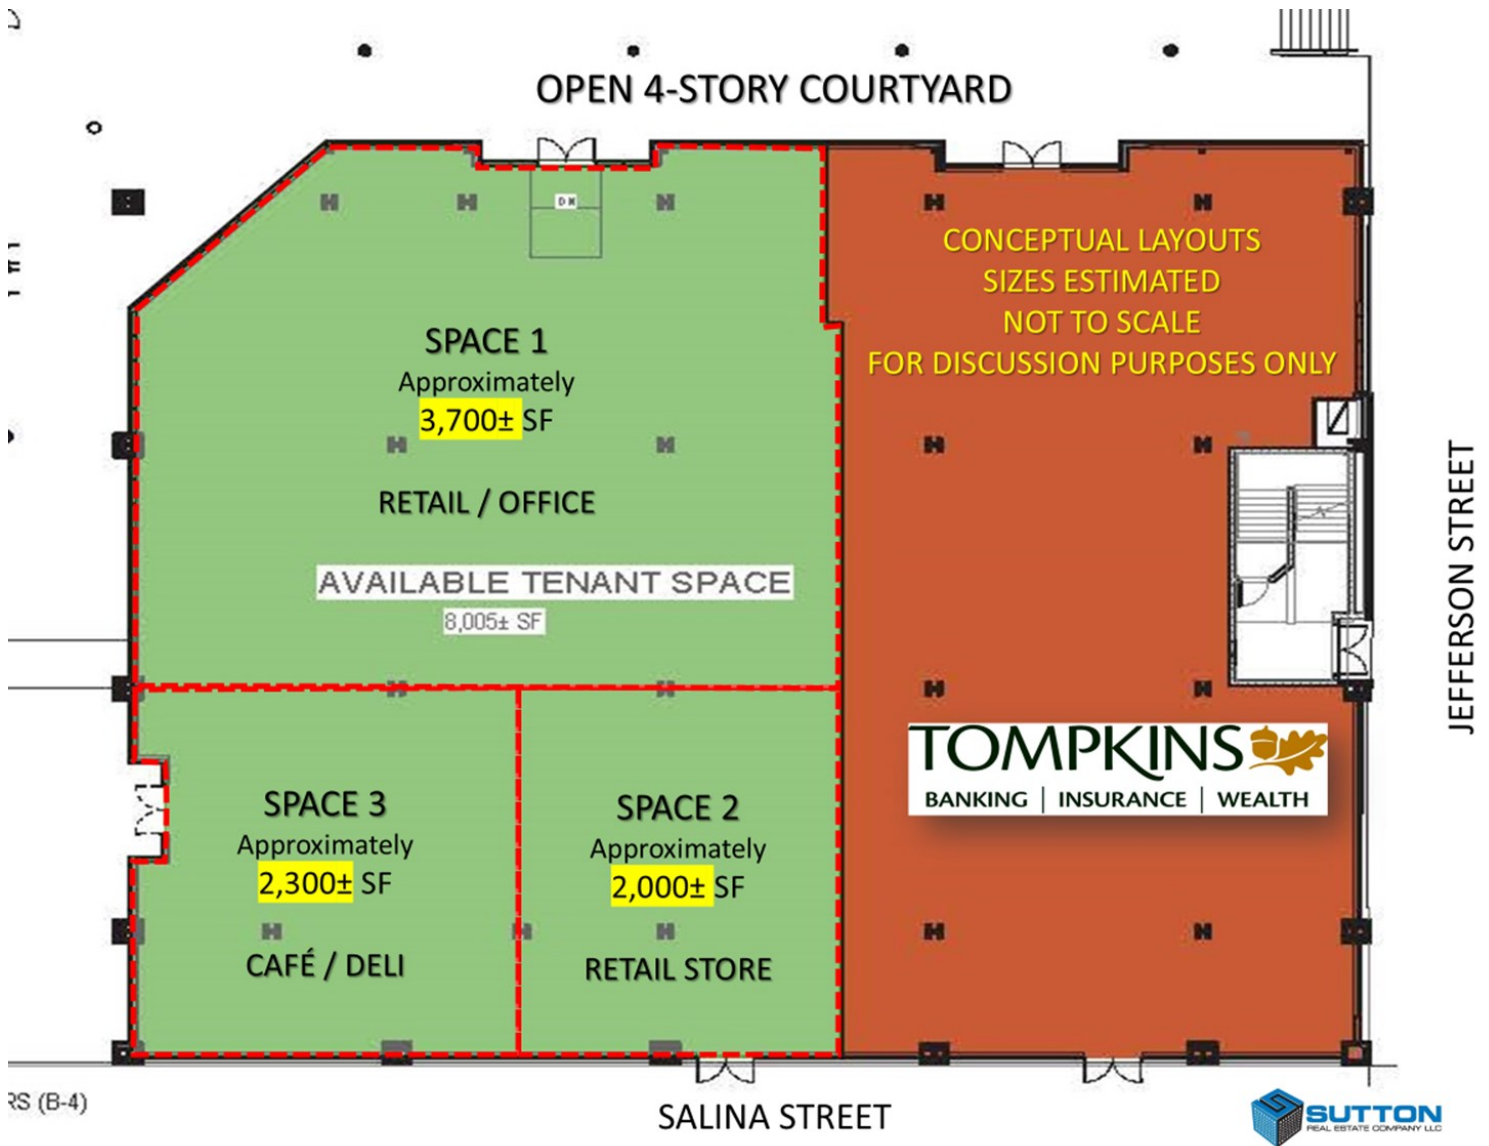 OPEN 4-STORY COURTYARD
CONCEPTUAL LAYOUTS
SIZES ESTIMATED
NOT TO SCALE
FOR DISCUSSION PURPOSES ONLY
SPACE 1
Approximately
3,700± SF
RETAIL / OFFICE
AVAILABLE TENANT SPACE
8,005± SF
JEFFERSON STREET
TOMPKINS
BANKING | INSURANCE | WEALTH
SPACE 3
Approximately
2,300± SF
CAFÉ / DELI
SPACE 2
Approximately
2,000± SF
RETAIL STORE
RS (B-4)
SALINA STREET
SUTTON
REAL ESTATE COMPANY LLC